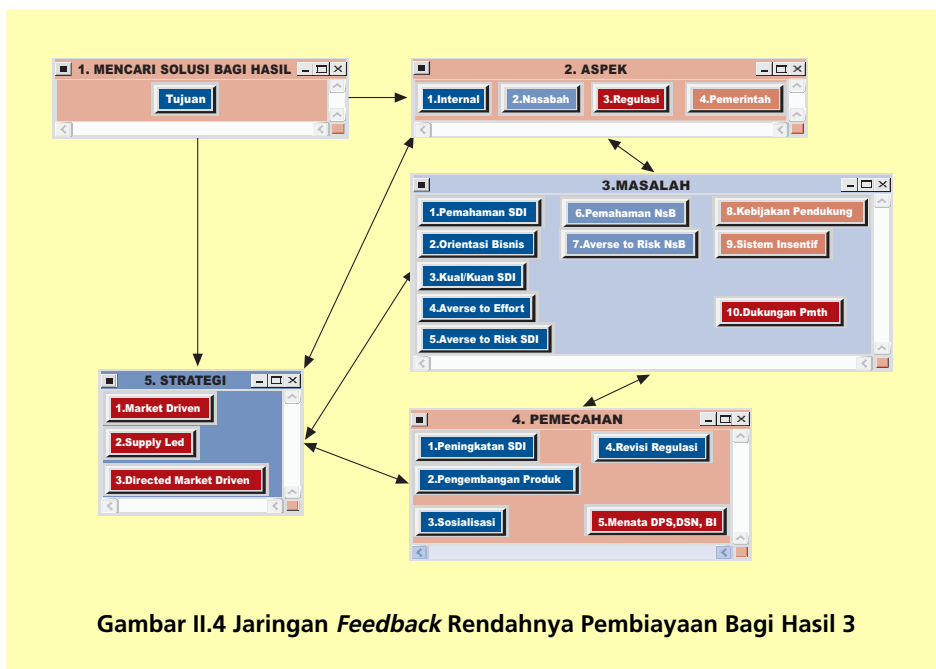 1. MENCARI SOLUSI BAGI HASIL
Tujuan
2. ASPEK
1.Internal
2.Nasabah
3.Regulasi
4.Pemerintah
3.MASALAH
1.Pemahaman SDI
2.Orientasi Bisnis
3.Kual/Kuan SDI
4.Averse to Effort
5.Averse to Risk SDI
6.Pemahaman NsB
7.Averse to Risk NsB
8.Kebijakan Pendukung
9.Sistem Insentif
10.Dukungan Pmth
5. STRATEGI
1.Market Driven
2.Supply Led
3.Directed Market Driven
4. PEMECAHAN
1.Peningkatan SDI
2.Pengembangan Produk
3.Sosialisasi
4.Revisi Regulasi
5.Menata DPS,DSN, BI
Gambar II.4 Jaringan Feedback Rendahnya Pembiayaan Bagi Hasil 3